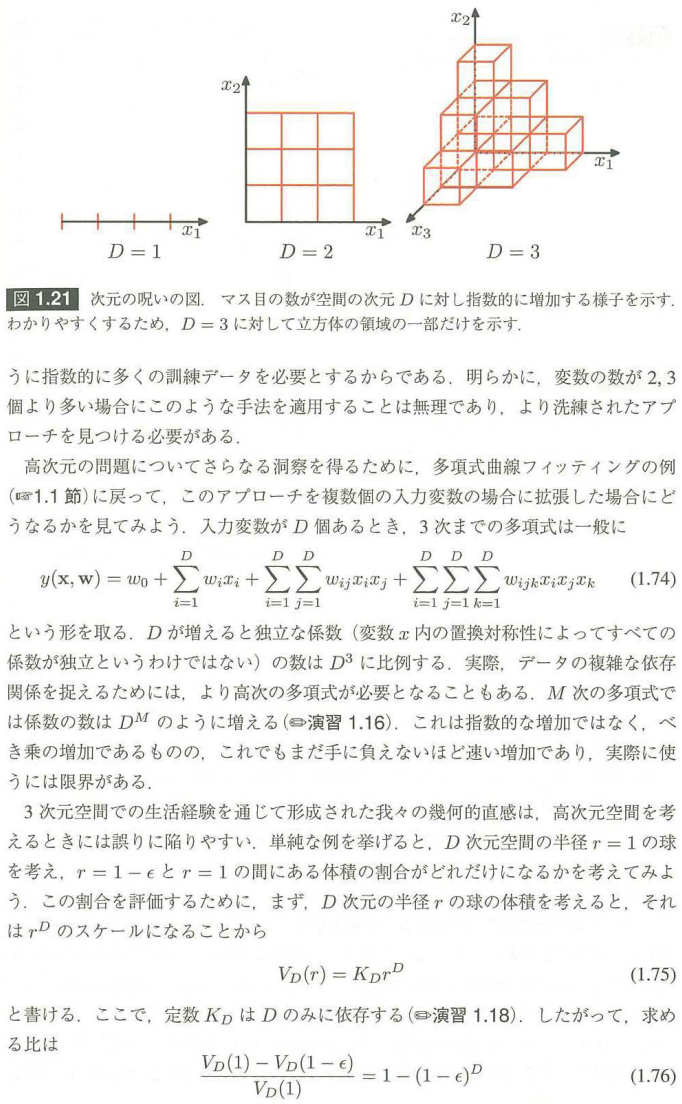 x₂
x₂
x₁
x₁
x₁
x₃
D = 1
D = 2
D = 3
図 1.21 次元の呪いの図．マス目の数が空間の次元 D に対し指数的に増加する様子を示す．
わかりやすくするため，D = 3 に対して立方体の領域の一部だけを示す．
うに指数的に多くの訓練データを必要とするからである．明らかに，変数の数が 2, 3
個より多い場合にこのような手法を適用することは無理であり，より洗練されたアプ
ローチを見つける必要がある．
高次元の問題についてさらなる洞察を得るために，多項式曲線フィッティングの例
(☞1.1 節)に戻って，このアプローチを複数個の入力変数の場合に拡張した場合にど
うなるかを見てみよう．入力変数が D 個あるとき，3 次までの多項式は一般に
y(x, w) = w₀ + ∑_{i=1}^{D} w_i x_i + ∑_{i=1}^{D} ∑_{j=1}^{D} w_{ij} x_i x_j + ∑_{i=1}^{D} ∑_{j=1}^{D} ∑_{k=1}^{D} w_{ijk} x_i x_j x_k (1.74)
という形を取る．D が増えると独立な係数（変数 x 内の置換対称性によってすべての
係数が独立というわけではない）の数は D³ に比例する．実際，データの複雑な依存
関係を捉えるためには，より高次の多項式が必要となることもある．M 次の多項式で
は係数の数は D^M のように増える(✏演習 1.16)．これは指数的な増加ではなく，べ
き乗の増加であるものの，これでもまだ手に負えないほど速い増加であり，実際に使
うには限界がある．
3 次元空間での生活経験を通じて形成された我々の幾何的直感は，高次元空間を考
えるときには誤りに陥りやすい．単純な例を挙げると，D 次元空間の半径 r = 1 の球
を考え，r = 1 − ϵ と r = 1 の間にある体積の割合がどれだけになるかを考えてみよ
う．この割合を評価するために，まず，D 次元の半径 r の球の体積を考えると，それ
は r^D のスケールになることから
V_D(r) = K_D r^D (1.75)
と書ける．ここで，定数 K_D は D のみに依存する(✏演習 1.18)．したがって，求め
る比は
\frac{V_D(1) − V_D(1 − ϵ)}{V_D(1)} = 1 − (1 − ϵ)^D (1.76)